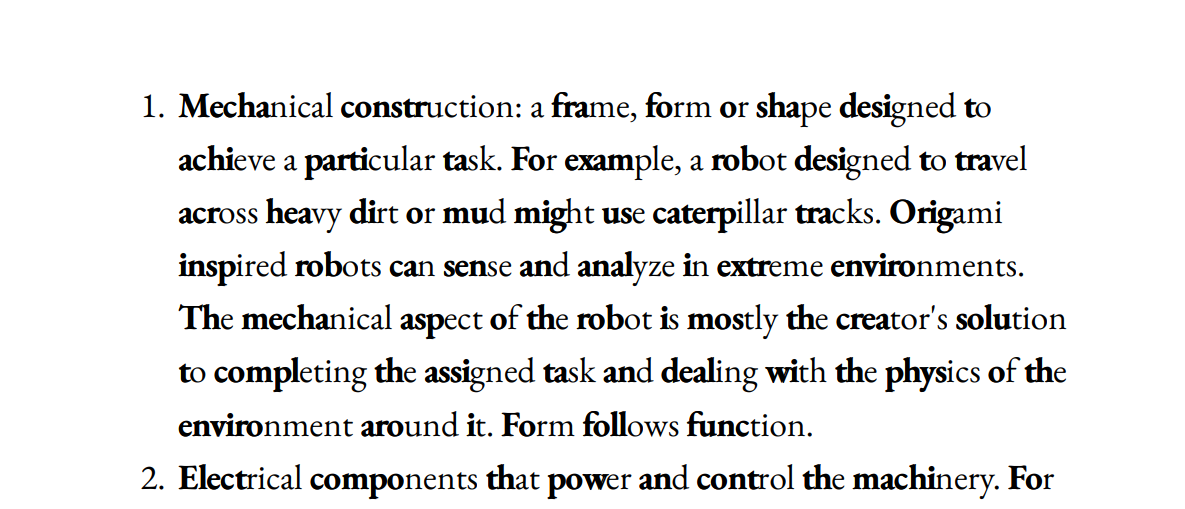 1. Mechanical construction: a frame, form or shape designed to
achieve a particular task. For example, a robot designed to travel
across heavy dirt or mud might use caterpillar tracks. Origami
inspired robots can sense and analyze in extreme environments.
The mechanical aspect of the robot is mostly the creator's solution
to completing the assigned task and dealing with the physics of the
environment around it. Form follows function.
2. Electrical components that power and control the machinery. For